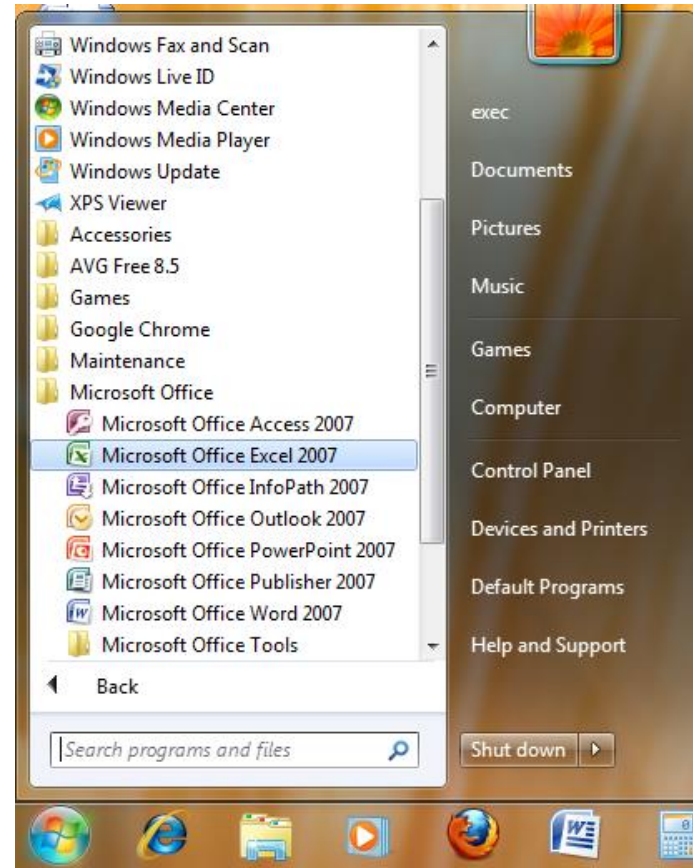 Windows Fax and Scan
Windows Live ID
Windows Media Center
Windows Media Player
Windows Update
XPS Viewer
Accessories
AVG Free 8.5
Games
Google Chrome
Maintenance
Microsoft Office
Microsoft Office Access 2007
Microsoft Office Excel 2007
Microsoft Office InfoPath 2007
Microsoft Office Outlook 2007
Microsoft Office PowerPoint 2007
Microsoft Office Publisher 2007
Microsoft Office Word 2007
Microsoft Office Tools
Back
Search programs and files
exec
Documents
Pictures
Music
Games
Computer
Control Panel
Devices and Printers
Default Programs
Help and Support
Shut down